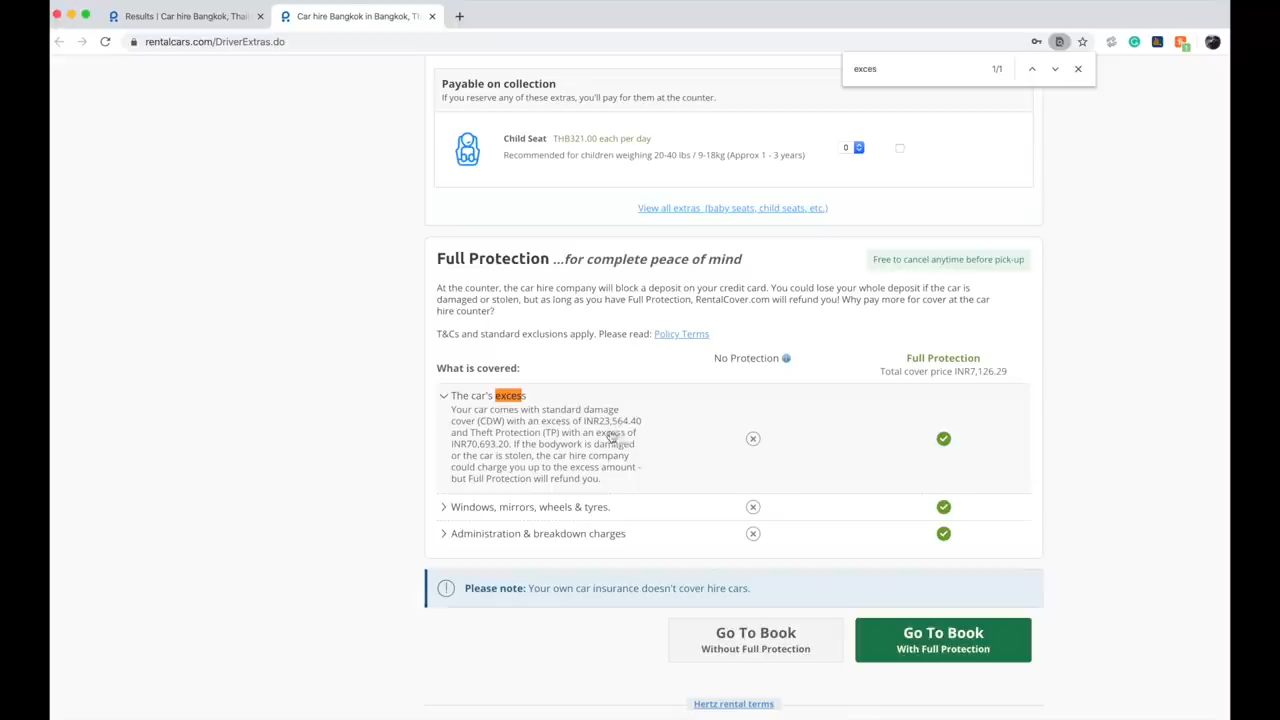 Results | Car hire Bangkok, Thai
Car hire Bangkok in Bangkok, Th
rentalcars.com/DriverExtras.do
exces 1/1
Payable on collection
If you reserve any of these extras, you'll pay for them at the counter.
Child Seat THB321.00 each per day
Recommended for children weighing 20-40 lbs / 9-18kg (Approx 1 - 3 years)
0
View all extras (baby seats, child seats, etc.)
Full Protection ...for complete peace of mind
Free to cancel anytime before pick-up
At the counter, the car hire company will block a deposit on your credit card. You could lose your whole deposit if the car is
damaged or stolen, but as long as you have Full Protection, RentalCover.com will refund you! Why pay more for cover at the car
hire counter?
T&Cs and standard exclusions apply. Please read: Policy Terms
What is covered:
No Protection
Full Protection
Total cover price INR7,126.29
The car's excess
Your car comes with standard damage
cover (CDW) with an excess of INR23,564.40
and Theft Protection (TP) with an excess of
INR70,693.20. If the bodywork is damaged
or the car is stolen, the car hire company
could charge you up to the excess amount -
but Full Protection will refund you.
Windows, mirrors, wheels & tyres.
Administration & breakdown charges
Please note: Your own car insurance doesn't cover hire cars.
Go To Book
Without Full Protection
Go To Book
With Full Protection
Hertz rental terms